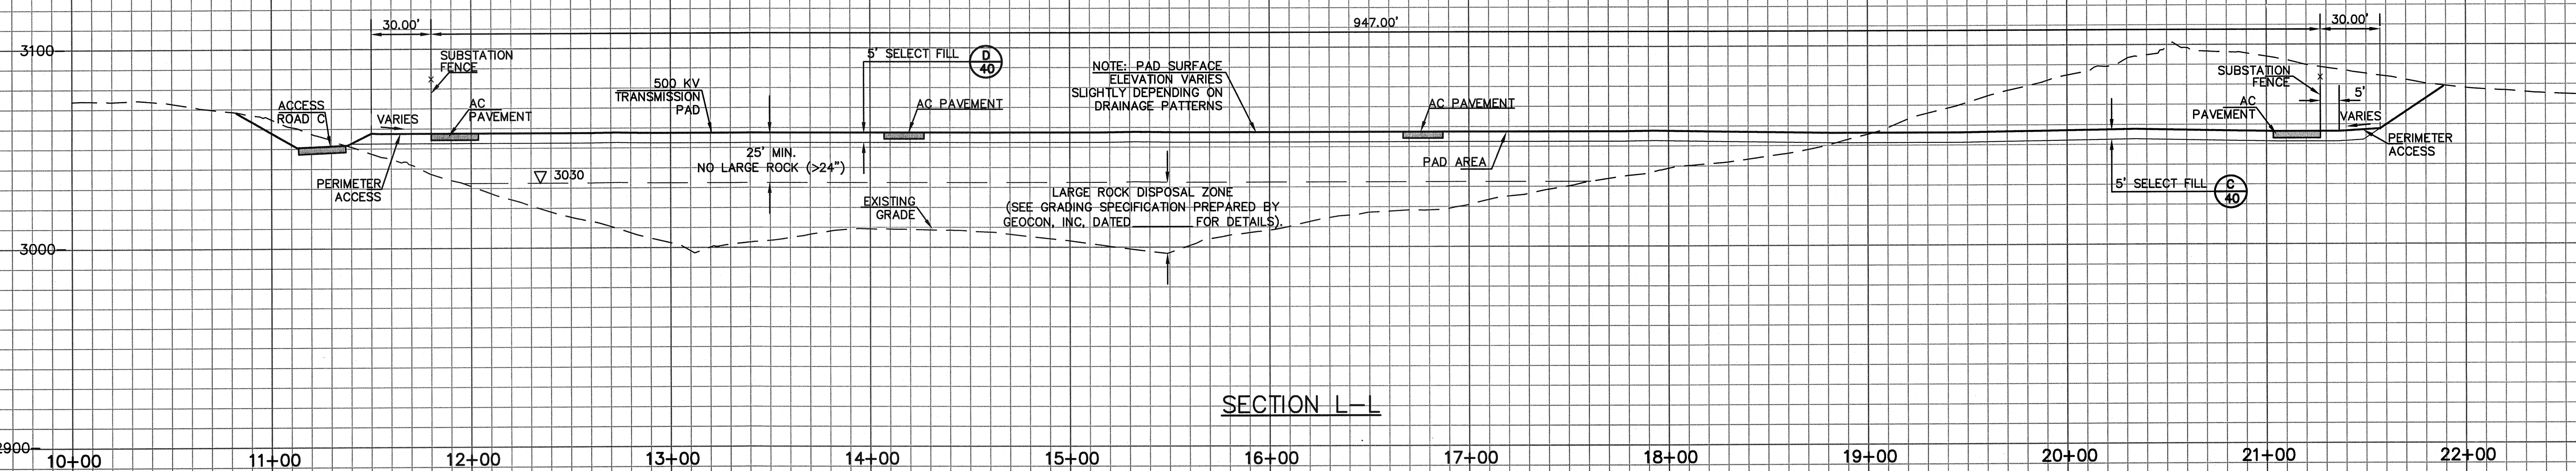 30.00'
947.00'
30.00'
3100
SUBSTATION
FENCE
5' SELECT FILL
D
40
NOTE: PAD SURFACE
ELEVATION VARIES
SLIGHTLY DEPENDING ON
DRAINAGE PATTERNS
SUBSTATION
FENCE
500 KV
TRANSMISSION
PAD
ACCESS
ROAD C
VARIES
AC
PAVEMENT
AC PAVEMENT
AC PAVEMENT
AC
PAVEMENT
5'
VARIES
PERIMETER
ACCESS
25' MIN.
NO LARGE ROCK (>24")
PAD AREA
PERIMETER
ACCESS
3030
LARGE ROCK DISPOSAL ZONE
(SEE GRADING SPECIFICATION PREPARED BY
GEOCON, INC, DATED ________ FOR DETAILS).
EXISTING
GRADE
5' SELECT FILL
C
40
3000
SECTION L-L
2900
10+00 11+00 12+00 13+00 14+00 15+00 16+00 17+00 18+00 19+00 20+00 21+00 22+00